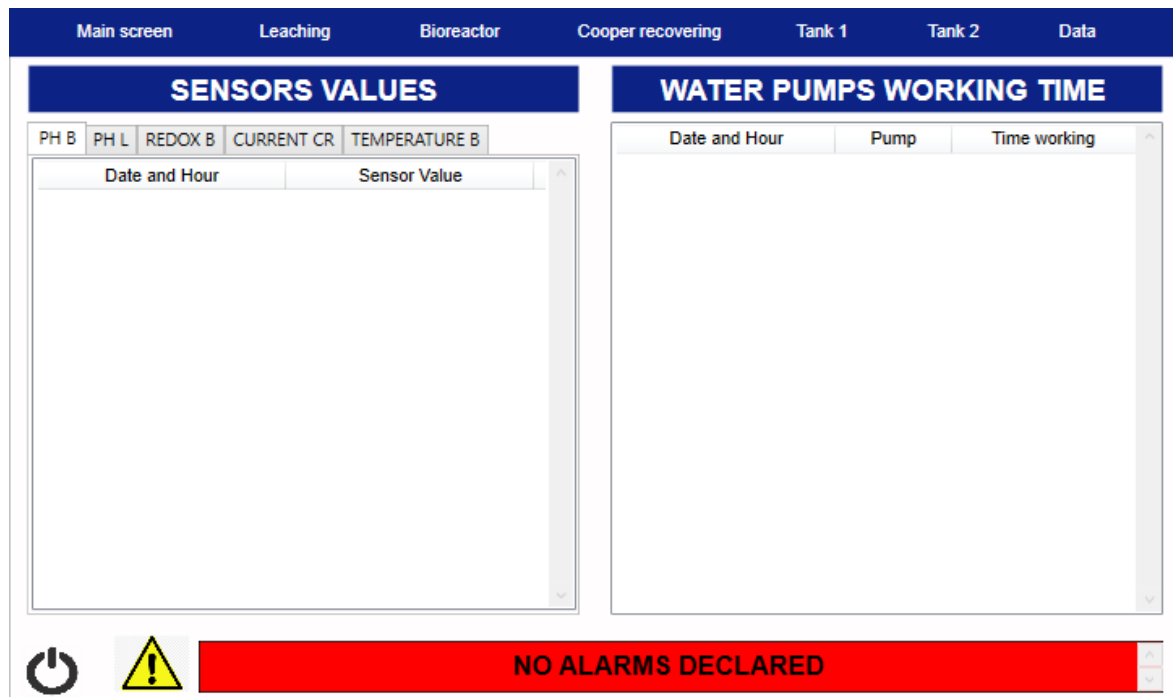 Main screen Leaching Bioreactor Cooper recovering Tank 1 Tank 2 Data
SENSORS VALUES
PH B PH L REDOX B CURRENT CR TEMPERATURE B
Date and Hour Sensor Value
WATER PUMPS WORKING TIME
Date and Hour Pump Time working
NO ALARMS DECLARED